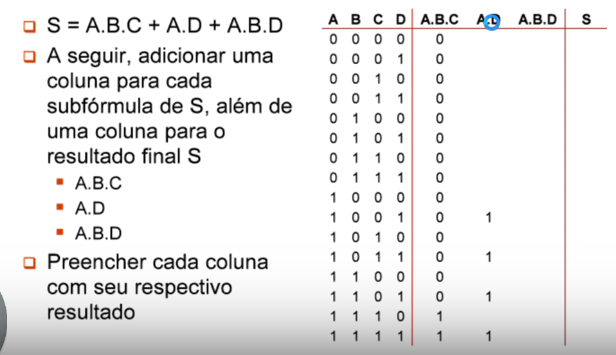 S = A.B.C + A.D + A.B.D
A seguir, adicionar uma
coluna para cada
subfórmula de S, além de
uma coluna para o
resultado final S
A.B.C
A.D
A.B.D
Preencher cada coluna
com seu respectivo
resultado
A B C D A.B.C A.D A.B.D S
0 0 0 0 0
0 0 0 1 0
0 0 1 0 0
0 0 1 1 0
0 1 0 0 0
0 1 0 1 0
0 1 1 0 0
0 1 1 1 0
1 0 0 0 0
1 0 0 1 0 1
1 0 1 0 0
1 0 1 1 0 1
1 1 0 0 0
1 1 0 1 0 1
1 1 1 0 1
1 1 1 1 1 1